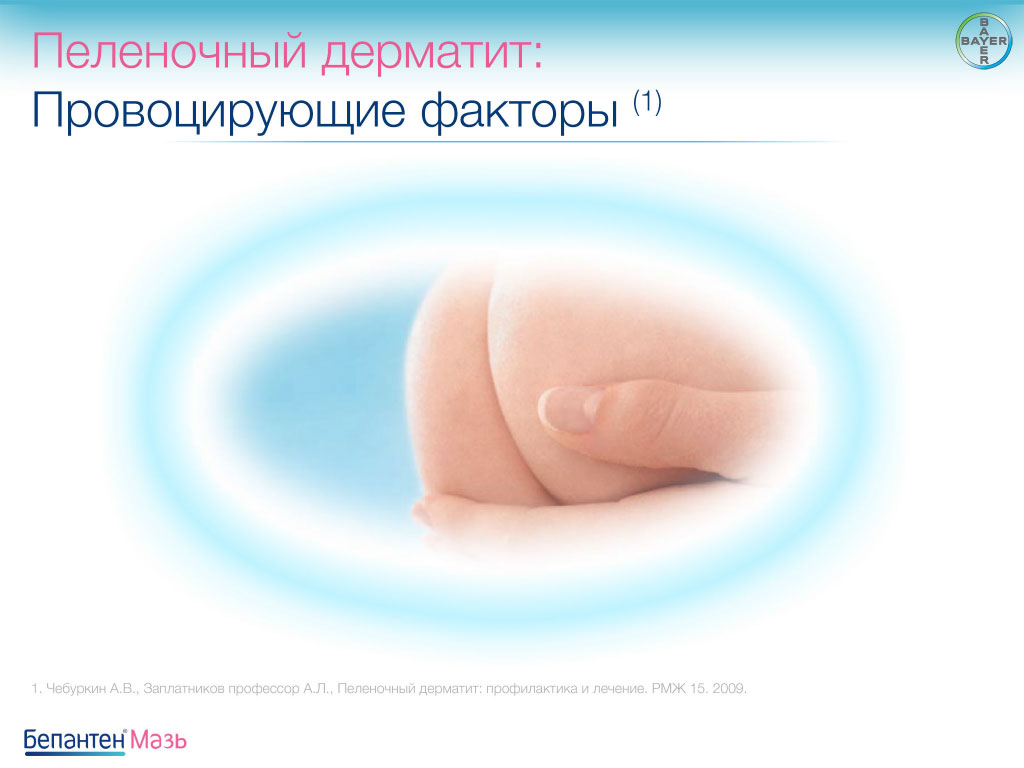 Пеленочный дерматит:
Провоцирующие факторы (1)
BAYER
BAYER
1. Чебуркин А.В., Заплатников профессор А.Л., Пеленочный дерматит: профилактика и лечение. РМЖ 15. 2009.
Бепантен® Мазь